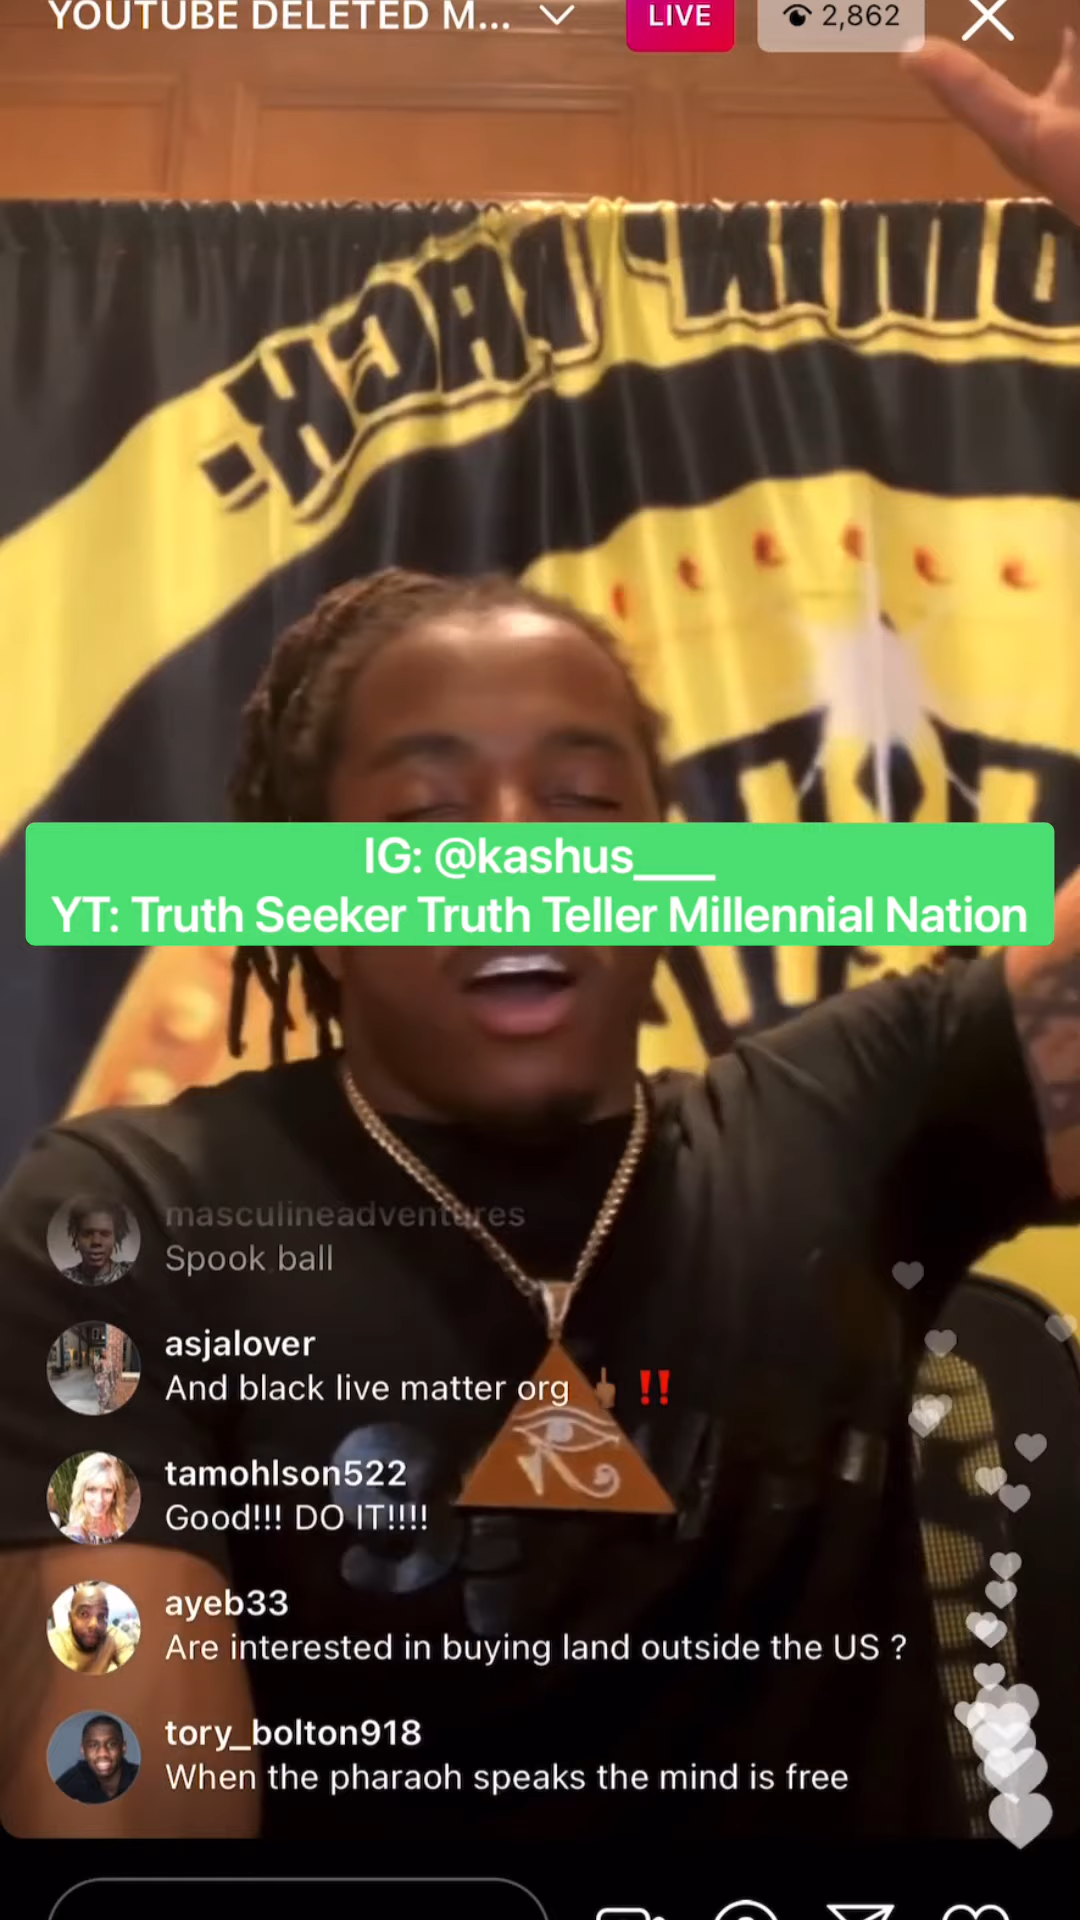 YOUTUBE DELETED M...
LIVE
2,862
IG: @kashus____
YT: Truth Seeker Truth Teller Millennial Nation
masculineadventures
Spook ball
asjalover
And black live matter org 🖕🏾 ‼️
tamohlson522
Good!!! DO IT!!!!
ayeb33
Are interested in buying land outside the US ?
tory_bolton918
When the pharaoh speaks the mind is free